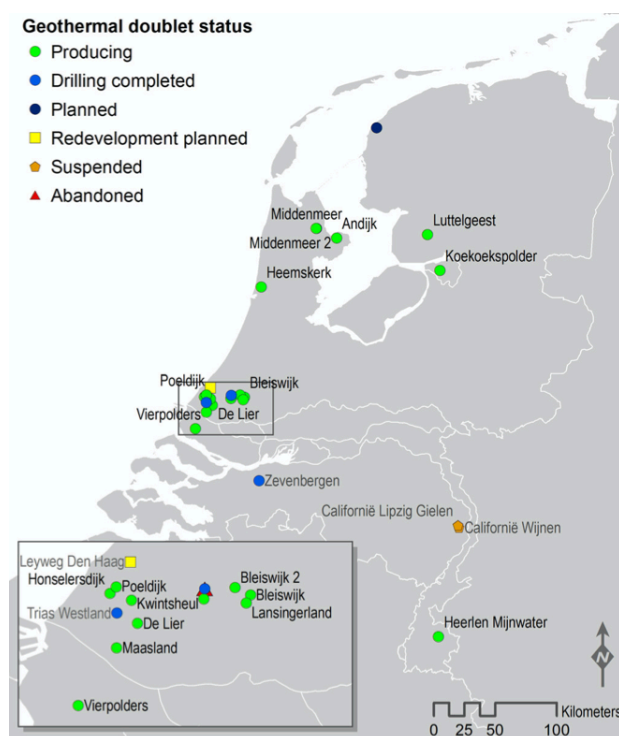 Geothermal doublet status
Producing
Drilling completed
Planned
Redevelopment planned
Suspended
Abandoned
Middenmeer
Andijk
Middenmeer 2
Luttelgeest
Koekoekspolder
Heemskerk
Poeldijk
Bleiswijk
Vierpolders
De Lier
Zevenbergen
Californië Lipzig Gielen
Californië Wijnen
Leyweg Den Haag
Honselersdijk
Poeldijk
Bleiswijk 2
Kwintsheul
Bleiswijk
Trias Westland
Lansingerland
De Lier
Maasland
Vierpolders
Heerlen Mijnwater
N
Kilometers
0 25 50 100